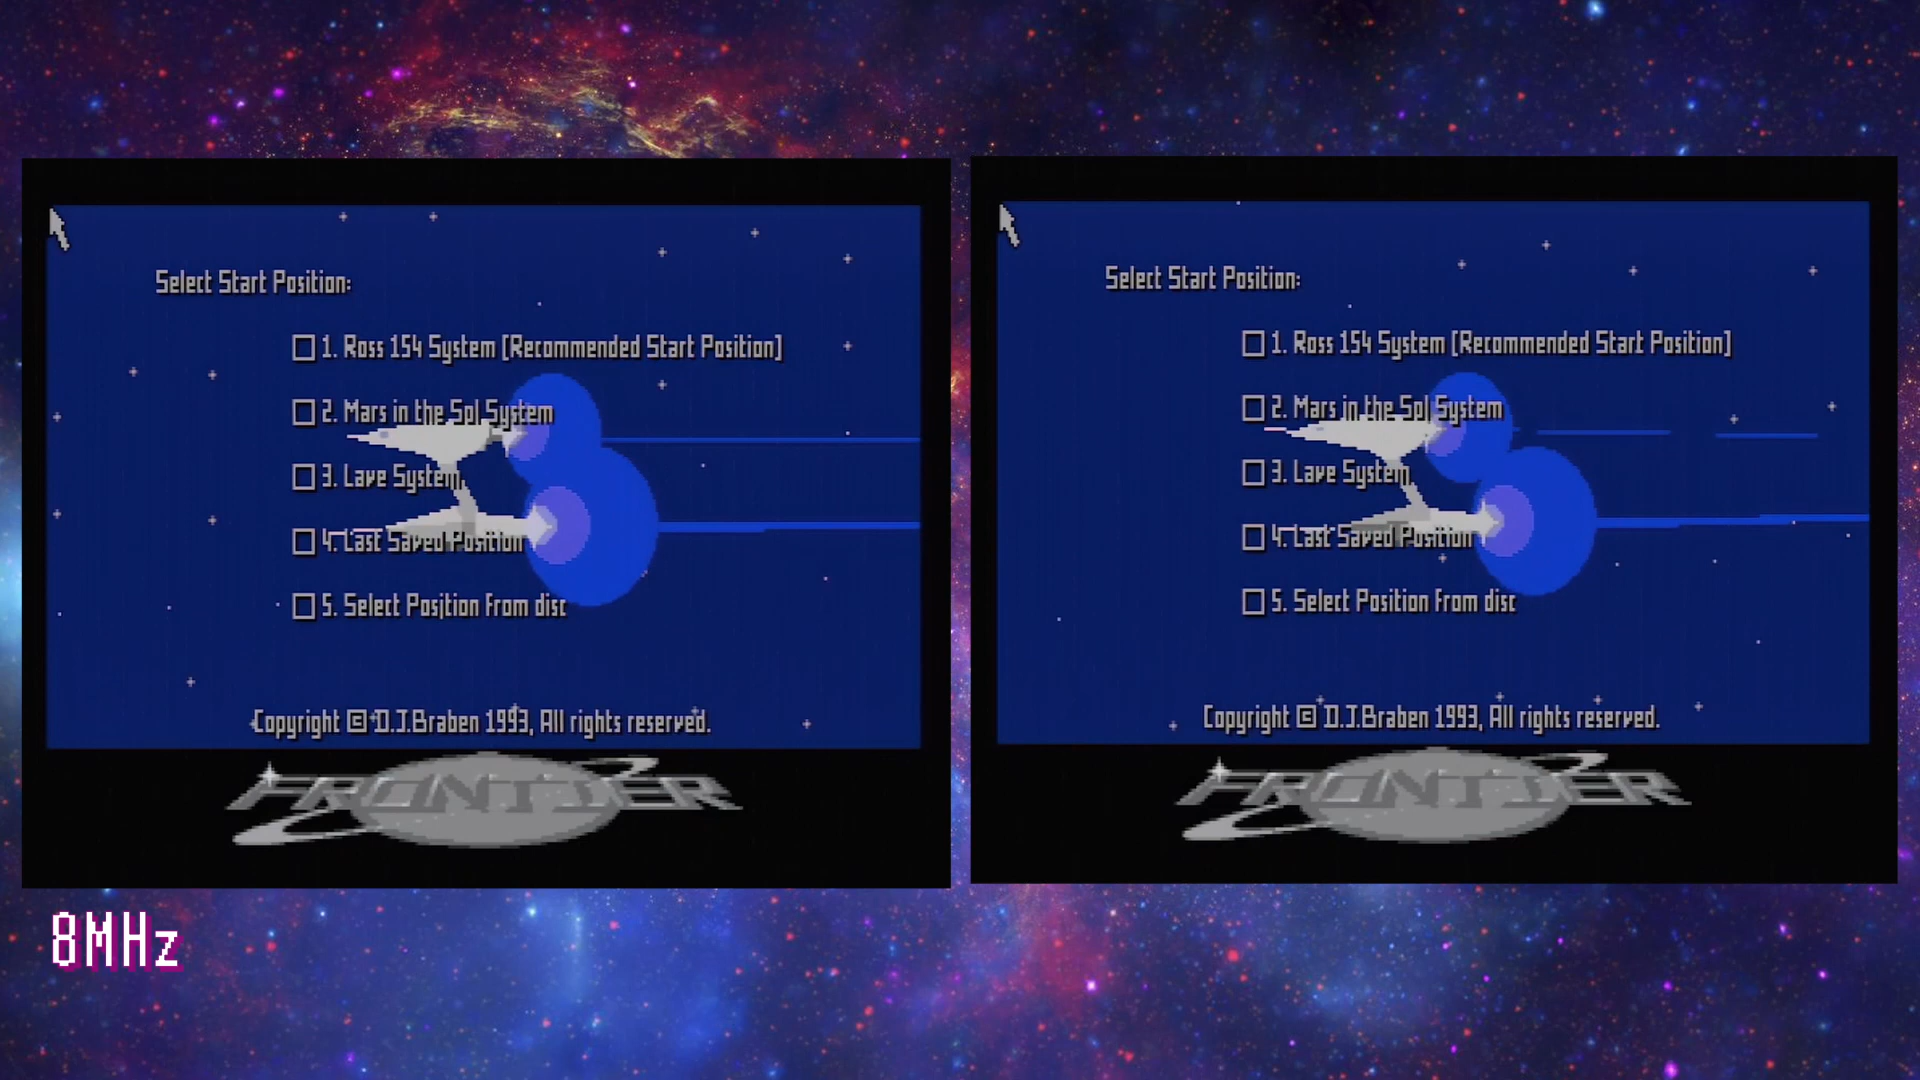 Select Start Position:
1. Ross 154 System [Recommended Start Position]
2. Mars in the Sol System
3. Lave System
4. Last Saved Position
5. Select Position from disc
Copyright © D.J.Braben 1993, All rights reserved.
FRONTIER
Select Start Position:
1. Ross 154 System [Recommended Start Position]
2. Mars in the Sol System
3. Lave System
4. Last Saved Position
5. Select Position from disc
Copyright © D.J.Braben 1993, All rights reserved.
FRONTIER
8MHz